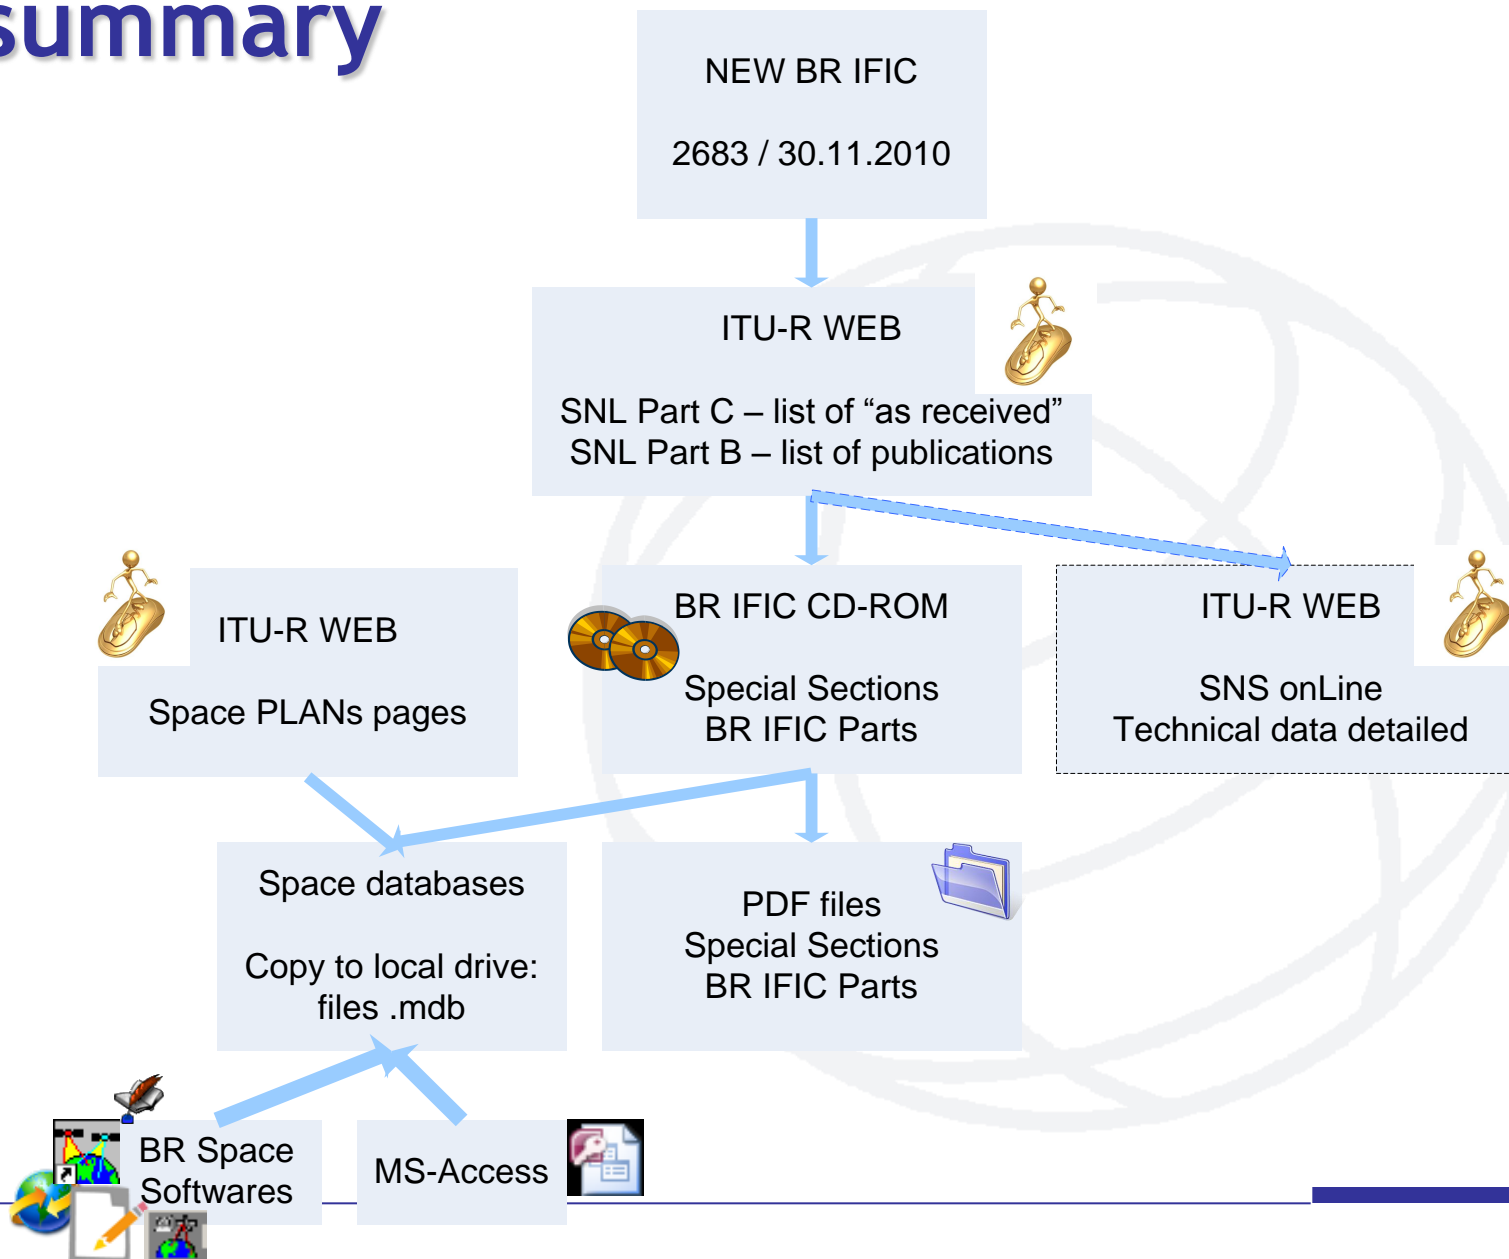 summary
NEW BR IFIC
2683 / 30.11.2010
ITU-R WEB
SNL Part C – list of “as received”
SNL Part B – list of publications
ITU-R WEB
Space PLANs pages
BR IFIC CD-ROM
Special Sections
BR IFIC Parts
ITU-R WEB
SNS onLine
Technical data detailed
Space databases
Copy to local drive:
files .mdb
PDF files
Special Sections
BR IFIC Parts
BR Space
Softwares
MS-Access